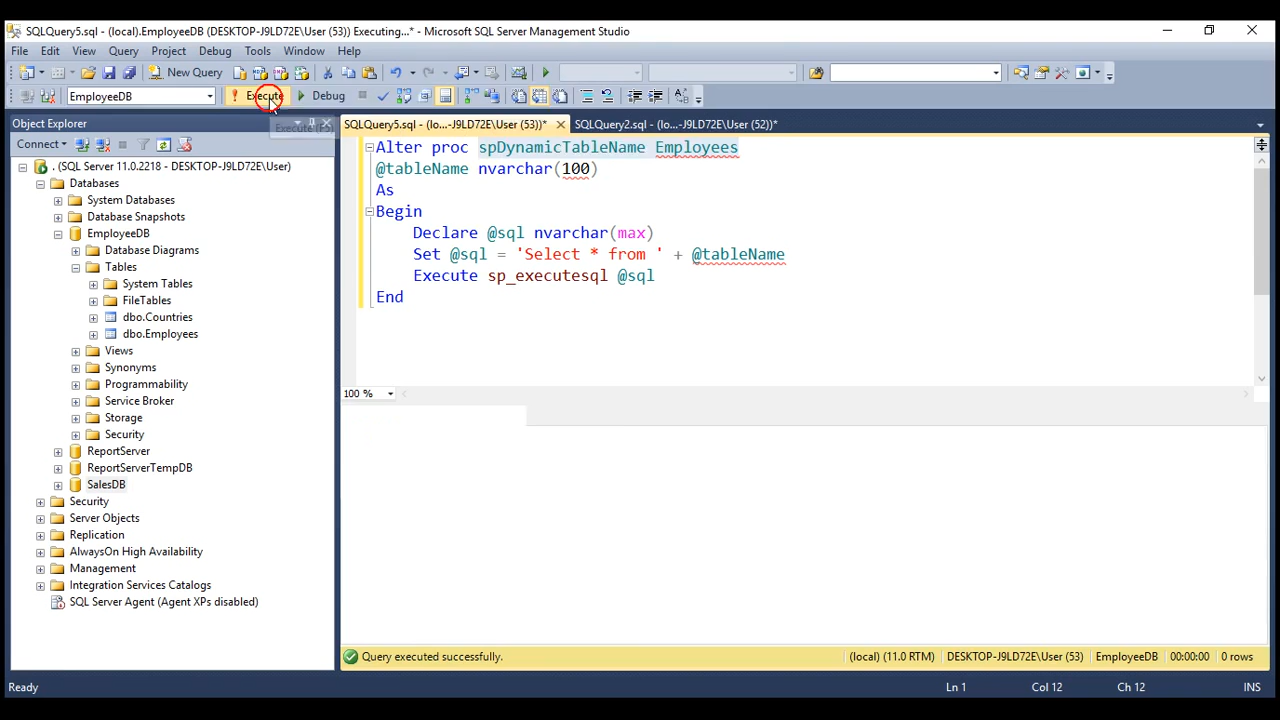 SQLQuery5.sql - (local).EmployeeDB (DESKTOP-J9LD72E\User (53)) Executing...* - Microsoft SQL Server Management Studio
File Edit View Query Project Debug Tools Window Help
New Query
EmployeeDB Execute Debug
Execute (F5)
Object Explorer
SQLQuery5.sql - (lo...-J9LD72E\User (53))* SQLQuery2.sql - (lo...-J9LD72E\User (52))*
Connect
. (SQL Server 11.0.2218 - DESKTOP-J9LD72E\User)
Databases
System Databases
Database Snapshots
EmployeeDB
Database Diagrams
Tables
System Tables
FileTables
dbo.Countries
dbo.Employees
Views
Synonyms
Programmability
Service Broker
Storage
Security
ReportServer
ReportServerTempDB
SalesDB
Security
Server Objects
Replication
AlwaysOn High Availability
Management
Integration Services Catalogs
SQL Server Agent (Agent XPs disabled)
Alter proc spDynamicTableName Employees
@tableName nvarchar(100)
As
Begin
Declare @sql nvarchar(max)
Set @sql = 'Select * from ' + @tableName
Execute sp_executesql @sql
End
100 %
Query executed successfully. (local) (11.0 RTM) DESKTOP-J9LD72E\User (53) EmployeeDB 00:00:00 0 rows
Ready Ln 1 Col 12 Ch 12 INS